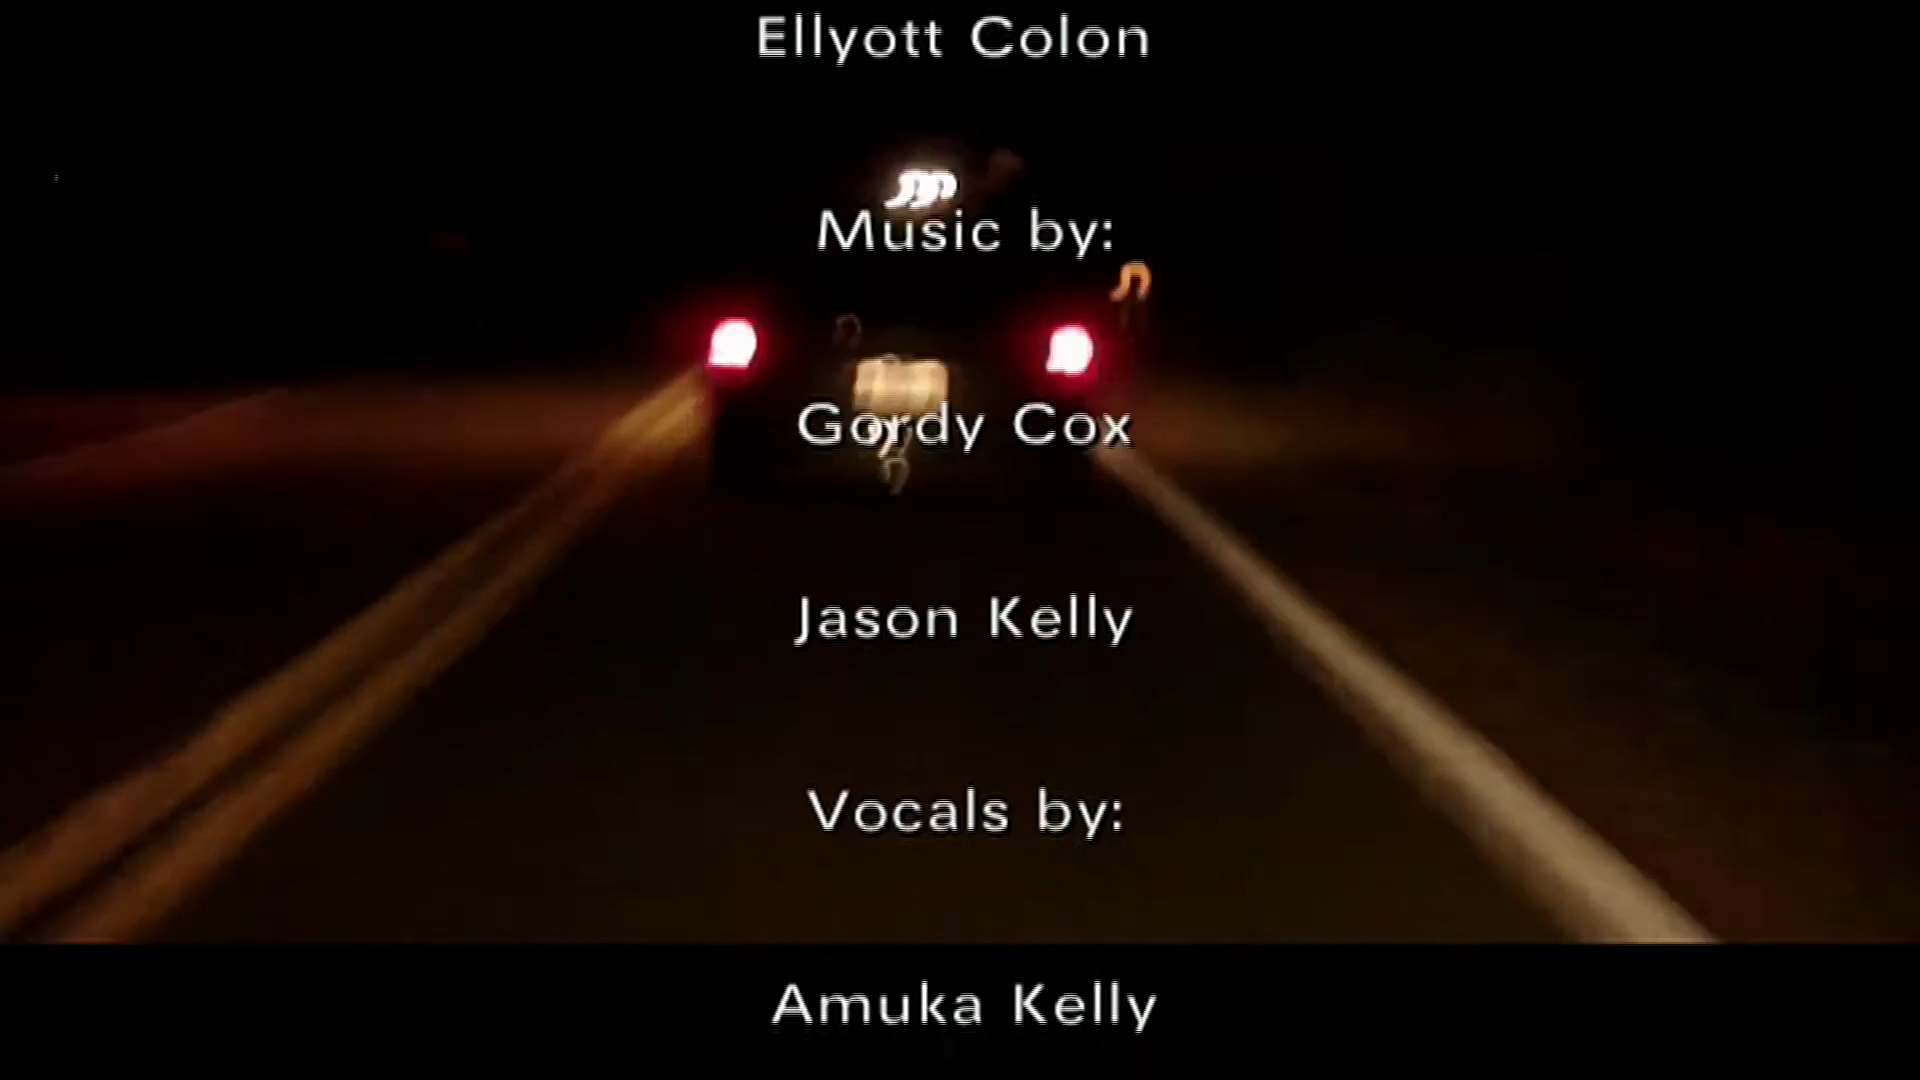 Ellyott Colon
Music by:
Gordy Cox
Jason Kelly
Vocals by:
Amuka Kelly